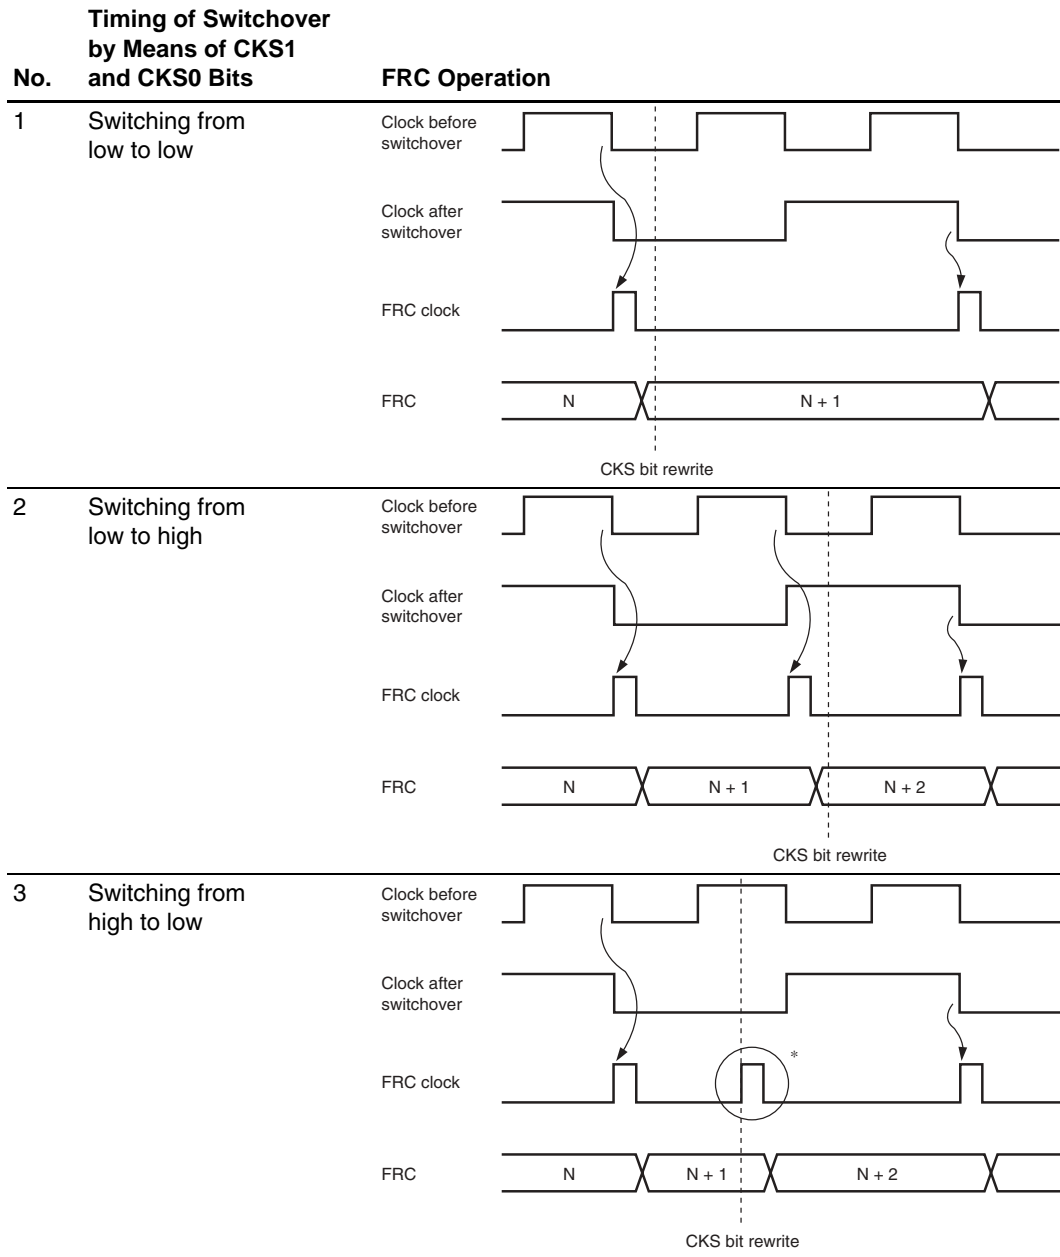 Timing of Switchover
by Means of CKS1
No. and CKS0 Bits FRC Operation
1 Switching from
low to low
Clock before
switchover
Clock after
switchover
FRC clock
FRC N N + 1
CKS bit rewrite
2 Switching from
low to high
Clock before
switchover
Clock after
switchover
FRC clock
FRC N N + 1 N + 2
CKS bit rewrite
3 Switching from
high to low
Clock before
switchover
Clock after
switchover
*
FRC clock
FRC N N + 1 N + 2
CKS bit rewrite